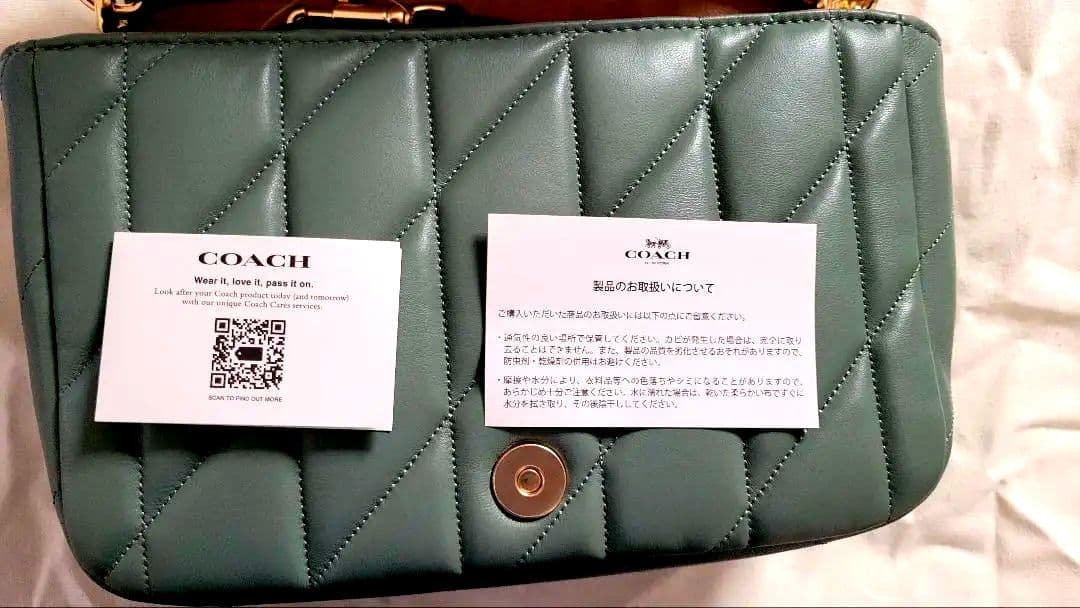 COACH
Wear it, love it, pass it on.
Look after your Coach product today (and tomorrow)
with our unique Coach Cares services.
SCAN TO FIND OUT MORE
COACH
製品のお取扱いについて
ご購入いただいた商品のお取扱いには以下の点にご留意ください。
・通気性の良い場所で保管してください。カビが発生した場合は、完全に取り
去ることはできません。また、製品の品質を劣化させるおそれがありますので、
防虫剤・乾燥剤の併用はお避けください。
・摩擦や水分により、衣料品等への色落ちやシミになることがありますので、
あらかじめ十分ご注意ください。水に濡れた場合は、乾いた柔らかい布ですぐに
水分を拭き取り、その後陰干ししてください。